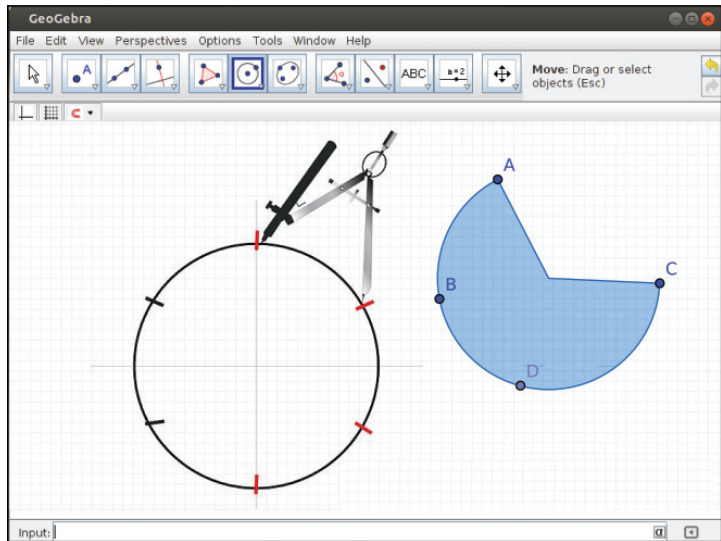 GeoGebra
File Edit View Perspectives Options Tools Window Help
A ABC a=2 Move: Drag or select
objects (Esc)
A
C
B
D
Input: α